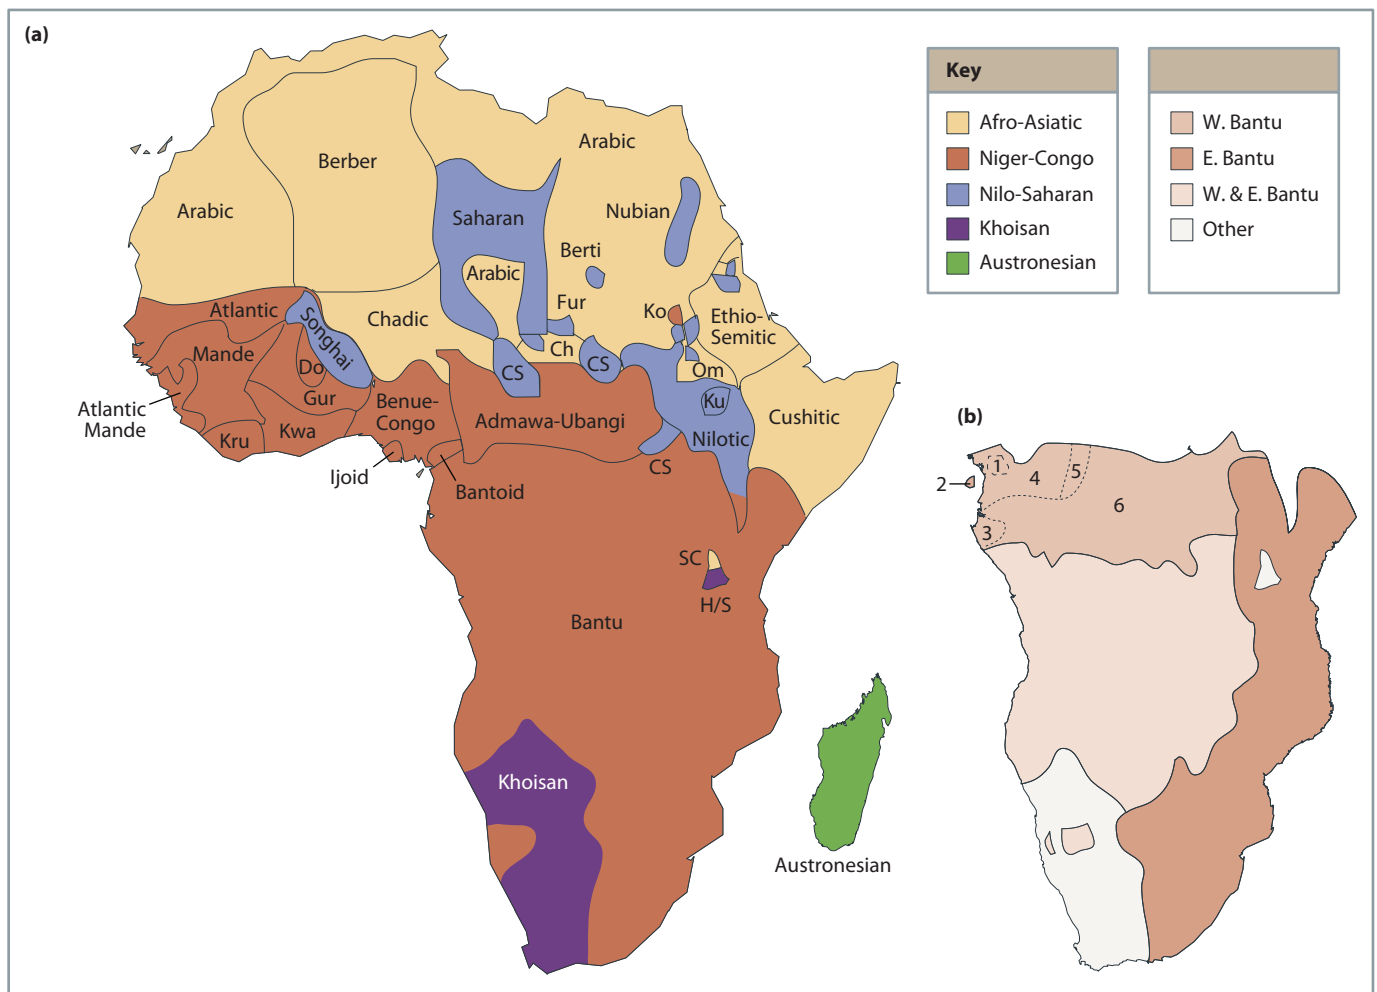 (a)
Key
Afro-Asiatic
Niger-Congo
Nilo-Saharan
Khoisan
Austronesian
W. Bantu
E. Bantu
W. & E. Bantu
Other
Arabic
Berber
Arabic
Saharan
Nubian
Berti
Arabic
Fur
Ko
Ethio-
Semitic
Atlantic
Songhai
Chadic
Mande
Ch
Do
CS
CS
Om
Gur
Ku
Atlantic
Mande
Benue-
Congo
Admawa-Ubangi
Cushitic
Kru
Kwa
Nilotic
Ijoid
CS
Bantoid
SC
H/S
Bantu
Khoisan
Austronesian
(b)
1
2
4
5
6
3